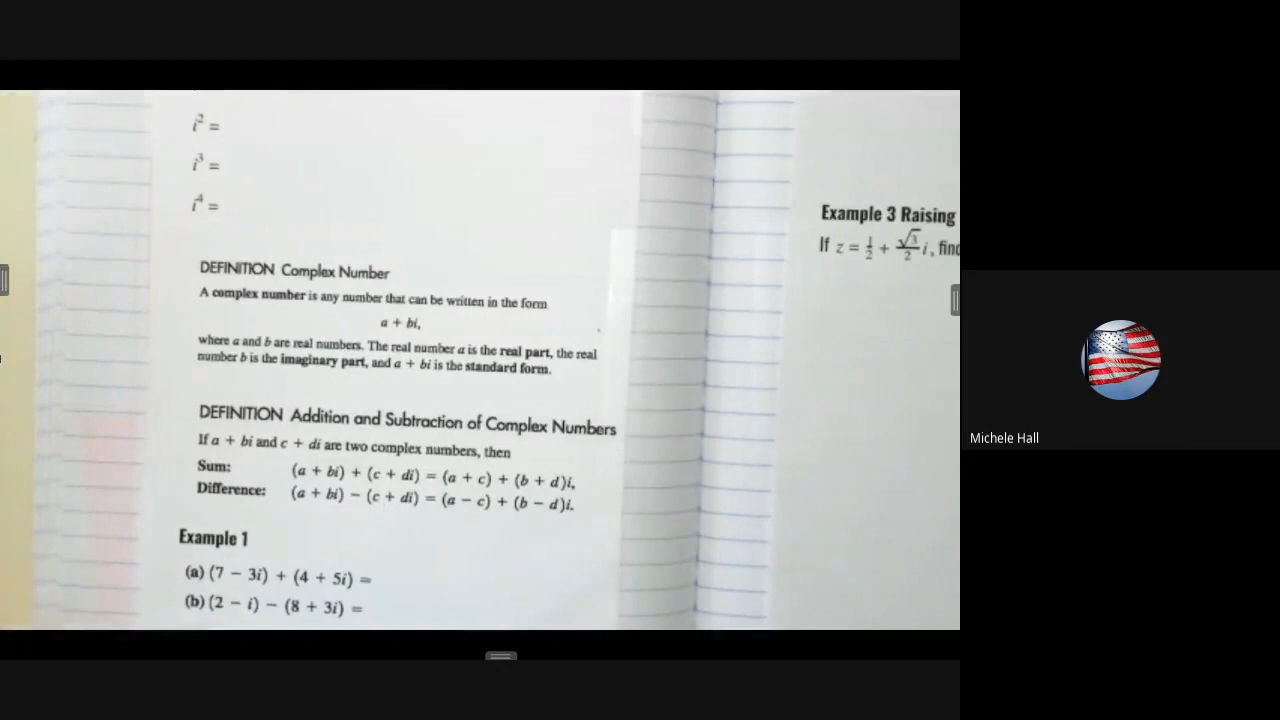 i² =
i³ =
i⁴ =
DEFINITION Complex Number
A complex number is any number that can be written in the form
a + bi,
where a and b are real numbers. The real number a is the real part, the real
number b is the imaginary part, and a + bi is the standard form.
DEFINITION Addition and Subtraction of Complex Numbers
If a + bi and c + di are two complex numbers, then
Sum: (a + bi) + (c + di) = (a + c) + (b + d)i,
Difference: (a + bi) − (c + di) = (a − c) + (b − d)i.
Example 1
(a) (7 − 3i) + (4 + 5i) =
(b) (2 − i) − (8 + 3i) =
Example 3 Raising
If z = 1/2 + √3/2 i, find
Michele Hall